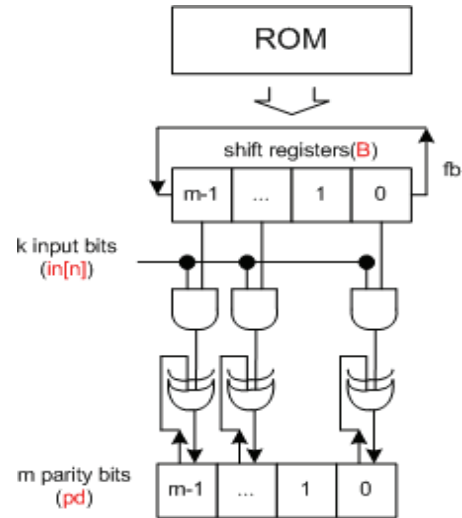 ROM
shift registers(B)
fb
m-1 ... 1 0
k input bits
(in[n])
m parity bits
(pd)
m-1 ... 1 0